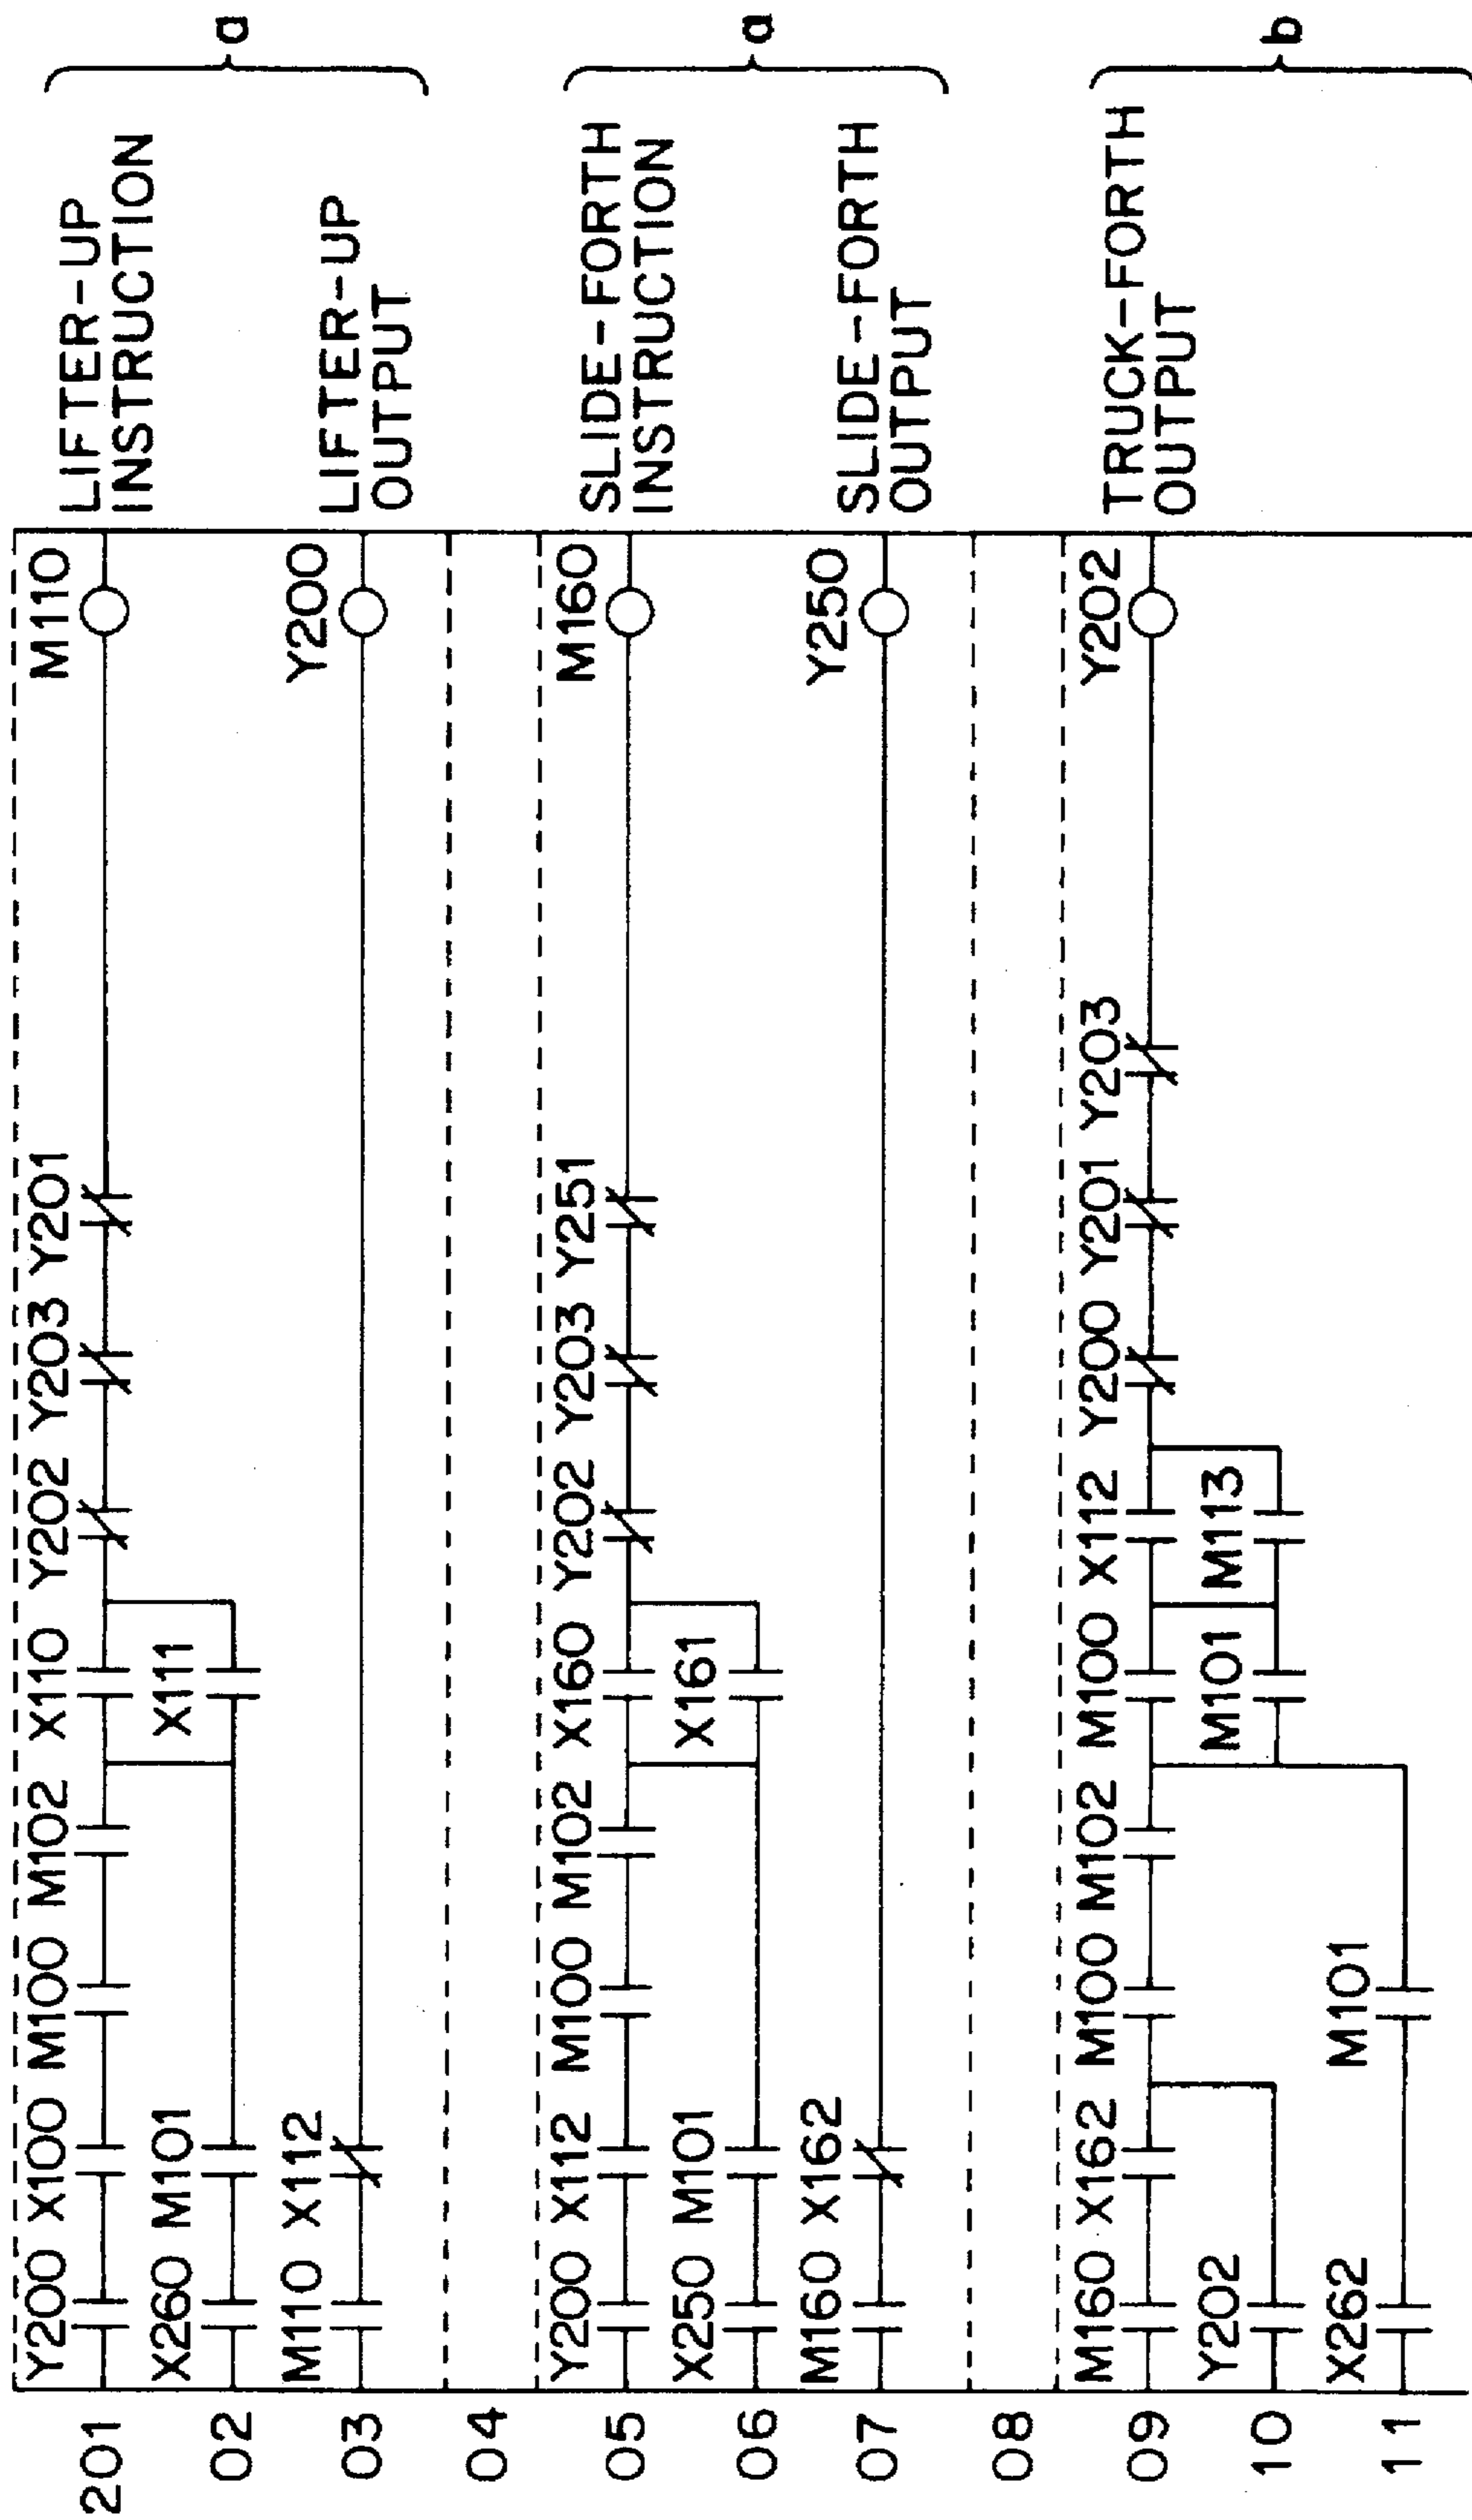 201 Y200 X100 M100 M102 X110 Y202 Y203 Y201 M110 LIFTER-UP
INSTRUCTION
02 X260 M101 X111
a
03 M110 X112 Y200 LIFTER-UP
OUTPUT
04
05 Y200 X112 M100 M102 X160 Y202 Y203 Y251 M160 SLIDE-FORTH
INSTRUCTION
06 X250 M101 X161
a
07 M160 X162 Y250 SLIDE-FORTH
OUTPUT
08
09 M160 X162 M100 M102 M100 X112 Y200 Y201 Y203 Y202 TRUCK-FORTH
OUTPUT
10 Y202 M101 M113
b
11 X262 M101